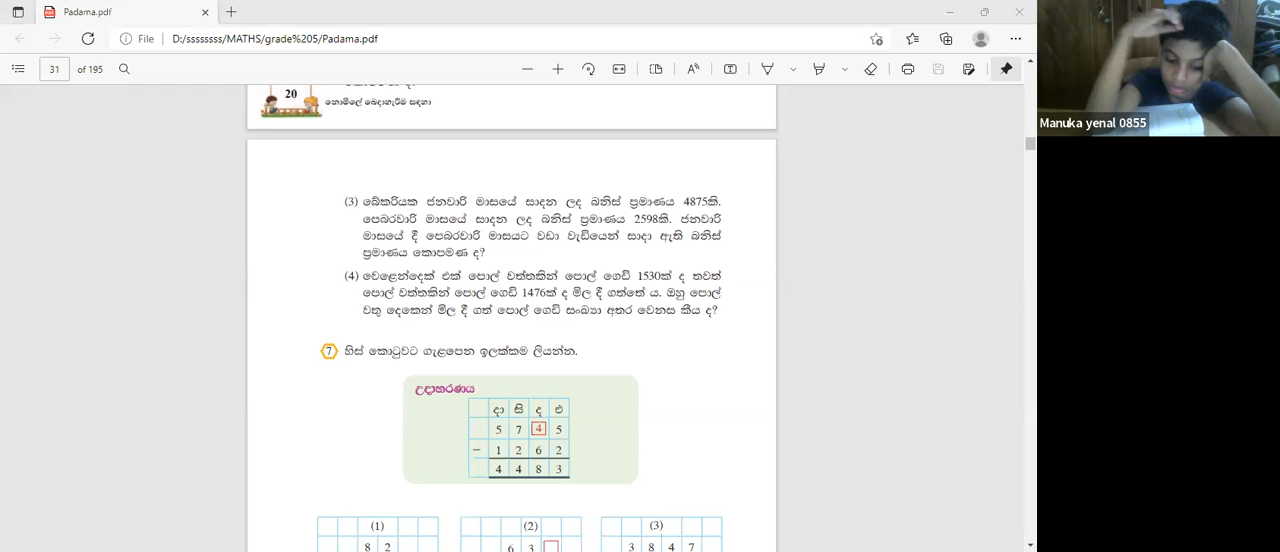 Padama.pdf
File D:/ssssssss/MATHS/grade%205/Padama.pdf
31 of 195
20
නොමිලේ බෙදාහැරීම සඳහා
(3) බේකරියක ජනවාරි මාසයේ සාදන ලද බනිස් ප්‍රමාණය 4875කි.
පෙබරවාරි මාසයේ සාදන ලද බනිස් ප්‍රමාණය 2598කි. ජනවාරි
මාසයේ දී පෙබරවාරි මාසයට වඩා වැඩියෙන් සාදා ඇති බනිස්
ප්‍රමාණය කොපමණ ද?
(4) වෙළෙන්දෙක් එක් පොල් වත්තකින් පොල් ගෙඩි 1530ක් ද තවත්
පොල් වත්තකින් පොල් ගෙඩි 1476ක් ද මිල දී ගත්තේ ය. ඔහු පොල්
වතු දෙකෙන් මිල දී ගත් පොල් ගෙඩි සංඛ්‍යා අතර වෙනස කීය ද?
7 හිස් කොටුවට ගැළපෙන ඉලක්කම ලියන්න.
උදාහරණය
දා සි ද එ
5 7 4 5
− 1 2 6 2
4 4 8 3
(1) (2) (3)
8 2 6 3 3 8 4 7
Manuka yenal 0855